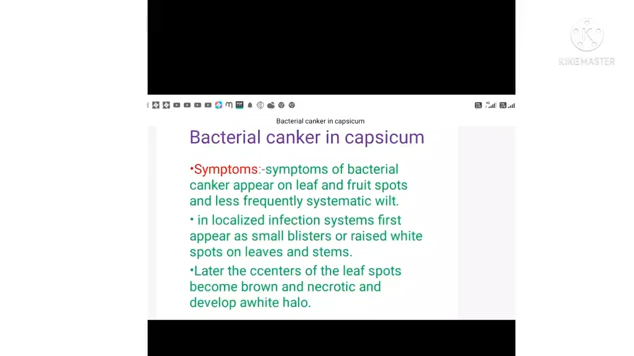 KINEMASTER
Bacterial canker in capsicum
Bacterial canker in capsicum
•Symptoms:-symptoms of bacterial
canker appear on leaf and fruit spots
and less frequently systematic wilt.
• in localized infection systems first
appear as small blisters or raised white
spots on leaves and stems.
•Later the ccenters of the leaf spots
become brown and necrotic and
develop awhite halo.